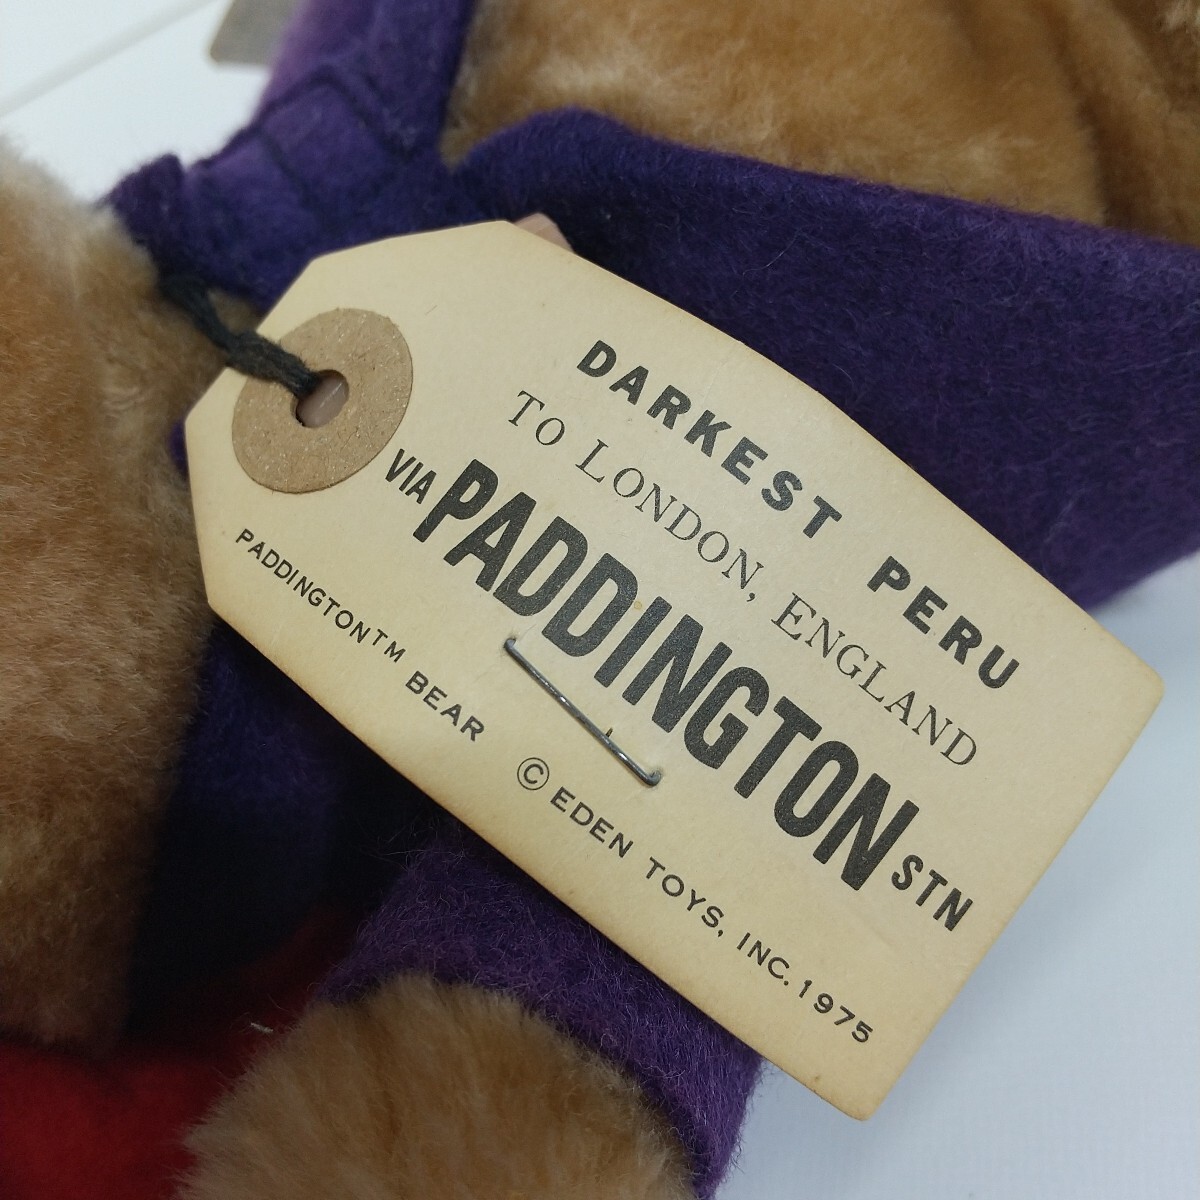 DARKEST PERU
TO LONDON, ENGLAND
VIA PADDINGTON STN
PADDINGTON™ BEAR
© EDEN TOYS, INC. 1975